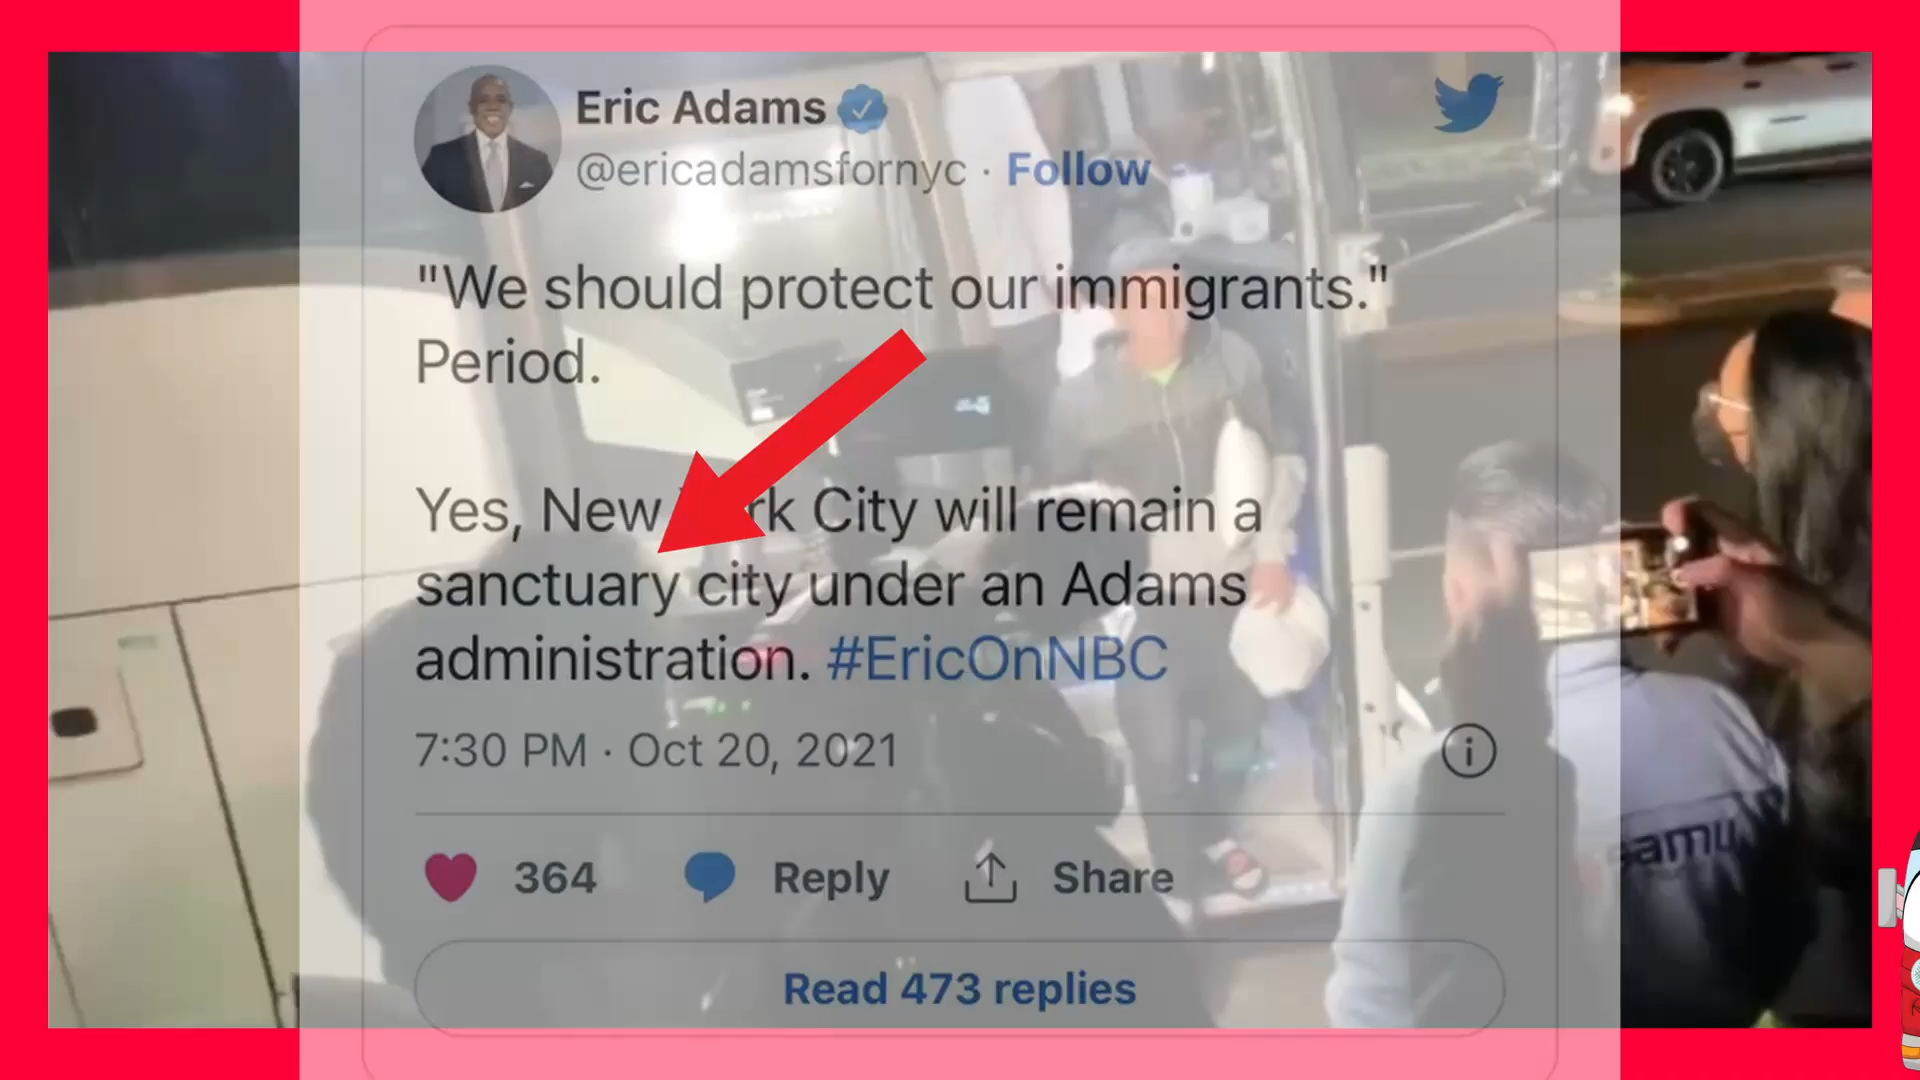 Eric Adams
@ericadamsfornyc · Follow
"We should protect our immigrants."
Period.
Yes, New rk City will remain a
sanctuary city under an Adams
administration. #EricOnNBC
7:30 PM · Oct 20, 2021
364 Reply Share
Read 473 replies